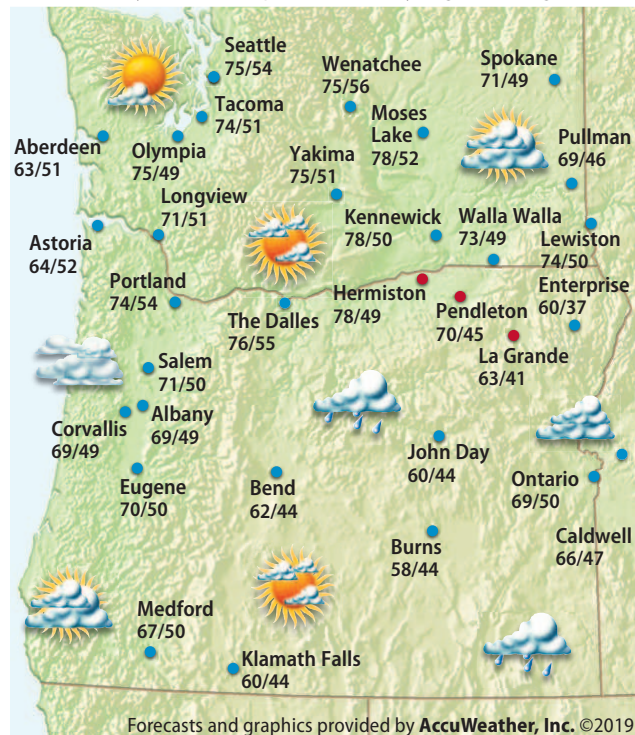 Seattle
75/54
Wenatchee
75/56
Spokane
71/49
Tacoma
74/51
Moses
Lake
78/52
Aberdeen
63/51
Olympia
75/49
Pullman
69/46
Yakima
75/51
Longview
71/51
Kennewick
78/50
Walla Walla
73/49
Lewiston
74/50
Astoria
64/52
Portland
74/54
The Dalles
76/55
Hermiston
78/49
Pendleton
70/45
Enterprise
60/37
La Grande
63/41
Salem
71/50
Albany
69/49
Corvallis
69/49
Eugene
70/50
Bend
62/44
John Day
60/44
Ontario
69/50
Caldwell
66/47
Burns
58/44
Medford
67/50
Klamath Falls
60/44
Forecasts and graphics provided by AccuWeather, Inc. ©2019